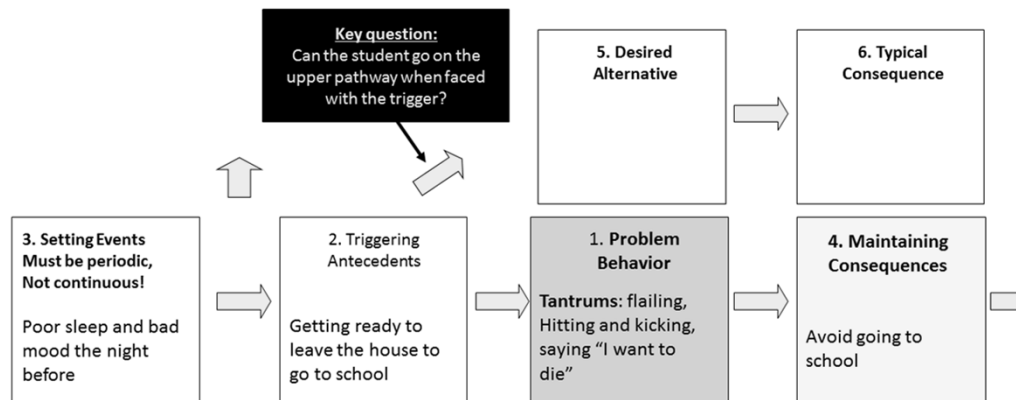 Key question:
Can the student go on the
upper pathway when faced
with the trigger?
5. Desired
Alternative
6. Typical
Consequence
3. Setting Events
Must be periodic,
Not continuous!
Poor sleep and bad
mood the night
before
2. Triggering
Antecedents
Getting ready to
leave the house to
go to school
1. Problem
Behavior
Tantrums: flailing,
Hitting and kicking,
saying “I want to
die”
4. Maintaining
Consequences
Avoid going to
school